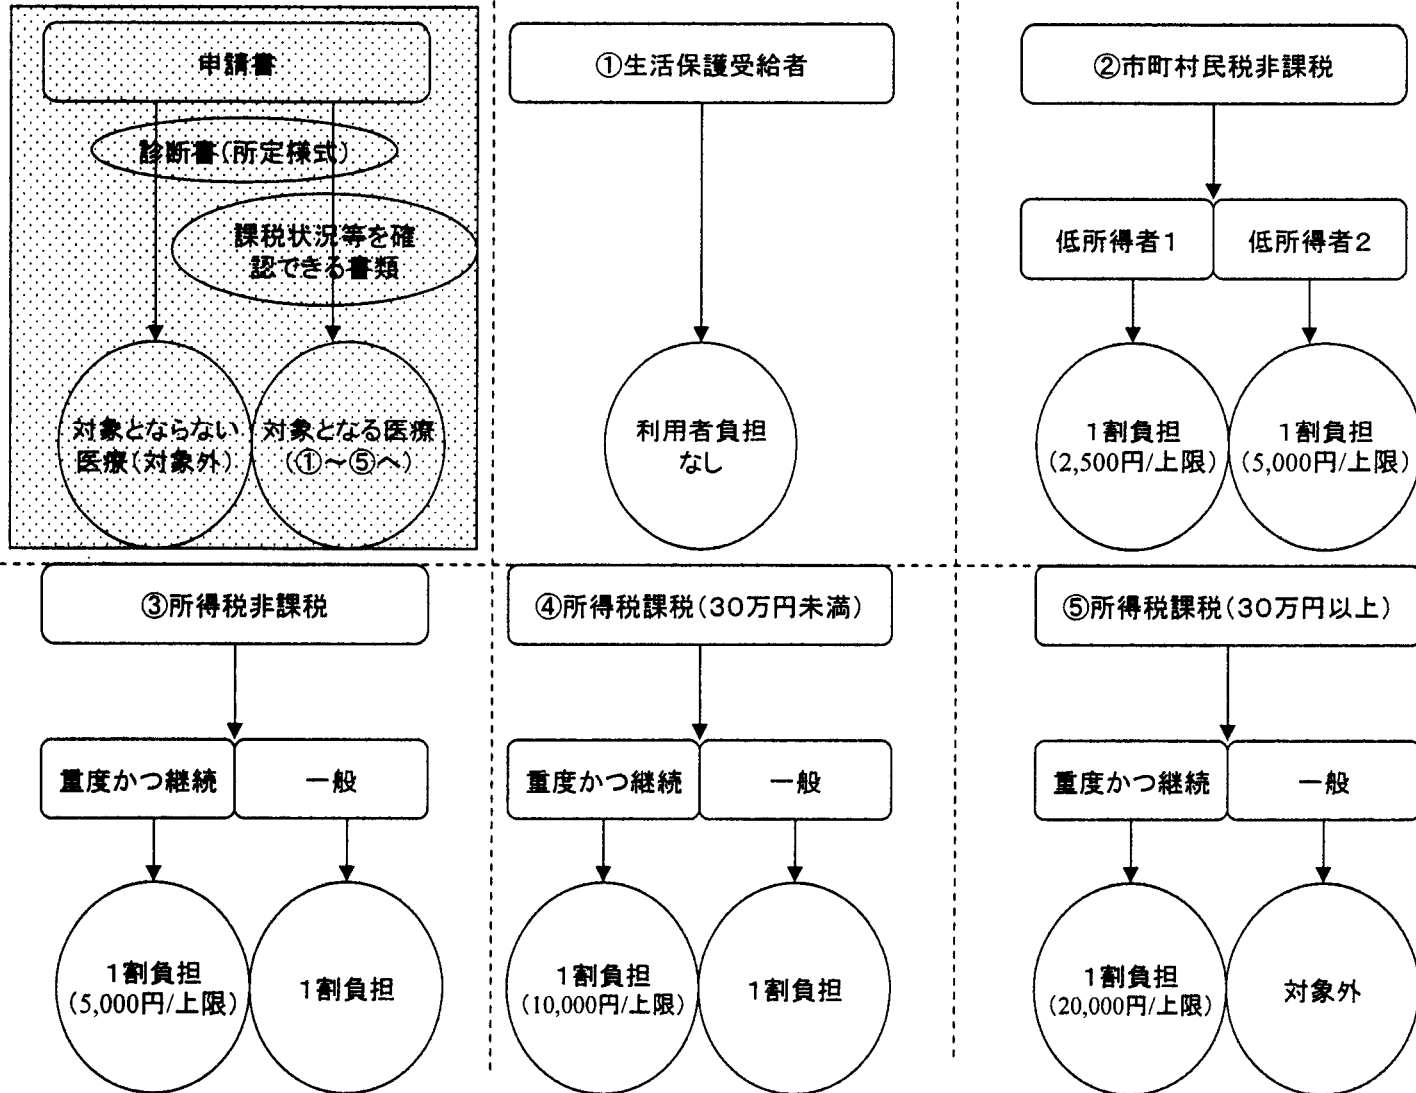 申請書
診断書(所定様式)
課税状況等を確
認できる書類
対象とならない
医療(対象外)
対象となる医療
(①～⑤へ)
①生活保護受給者
利用者負担
なし
②市町村民税非課税
低所得者1
低所得者2
1割負担
(2,500円/上限)
1割負担
(5,000円/上限)
③所得税非課税
重度かつ継続
一般
1割負担
(5,000円/上限)
1割負担
④所得税課税(30万円未満)
重度かつ継続
一般
1割負担
(10,000円/上限)
1割負担
⑤所得税課税(30万円以上)
重度かつ継続
一般
1割負担
(20,000円/上限)
対象外